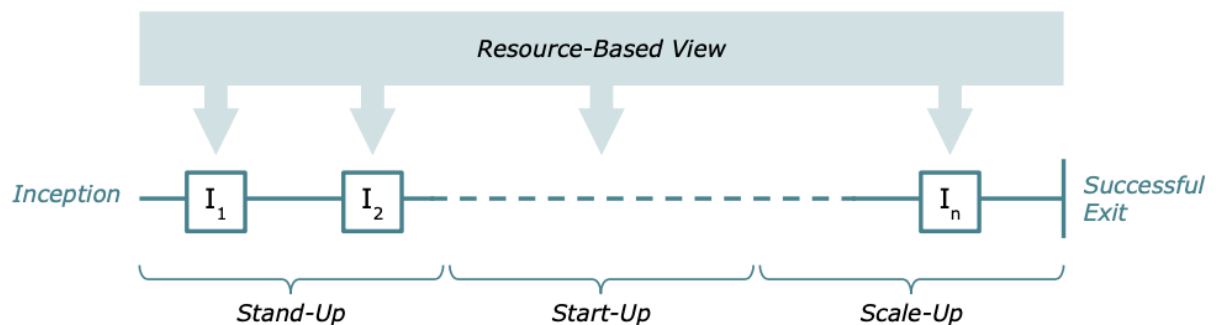 Resource-Based View
Inception
I1
I2
In
Successful
Exit
Stand-Up
Start-Up
Scale-Up